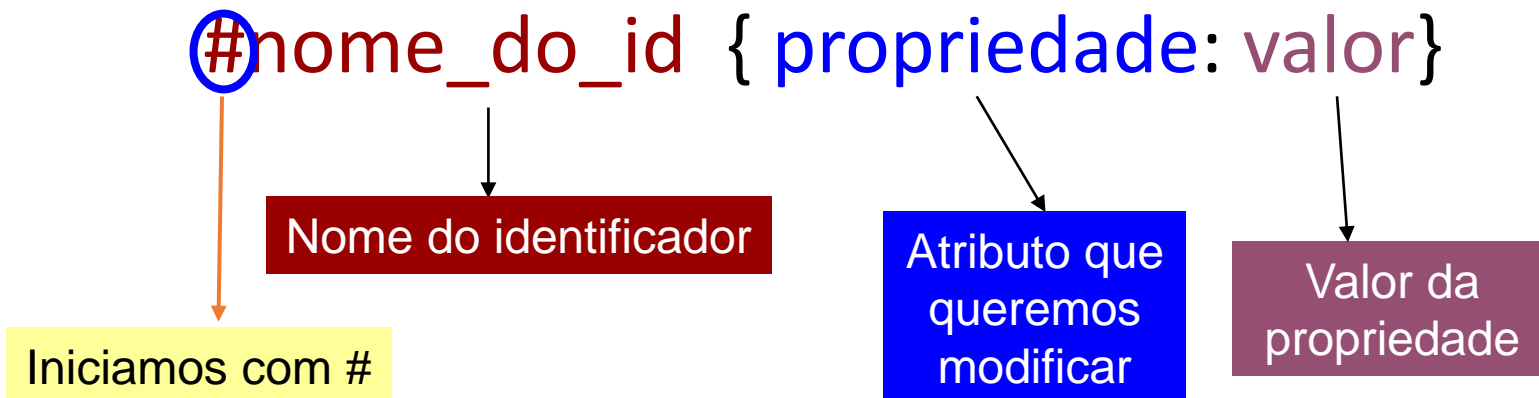 #nome_do_id { propriedade: valor}
Nome do identificador
Iniciamos com #
Atributo que
queremos
modificar
Valor da
propriedade